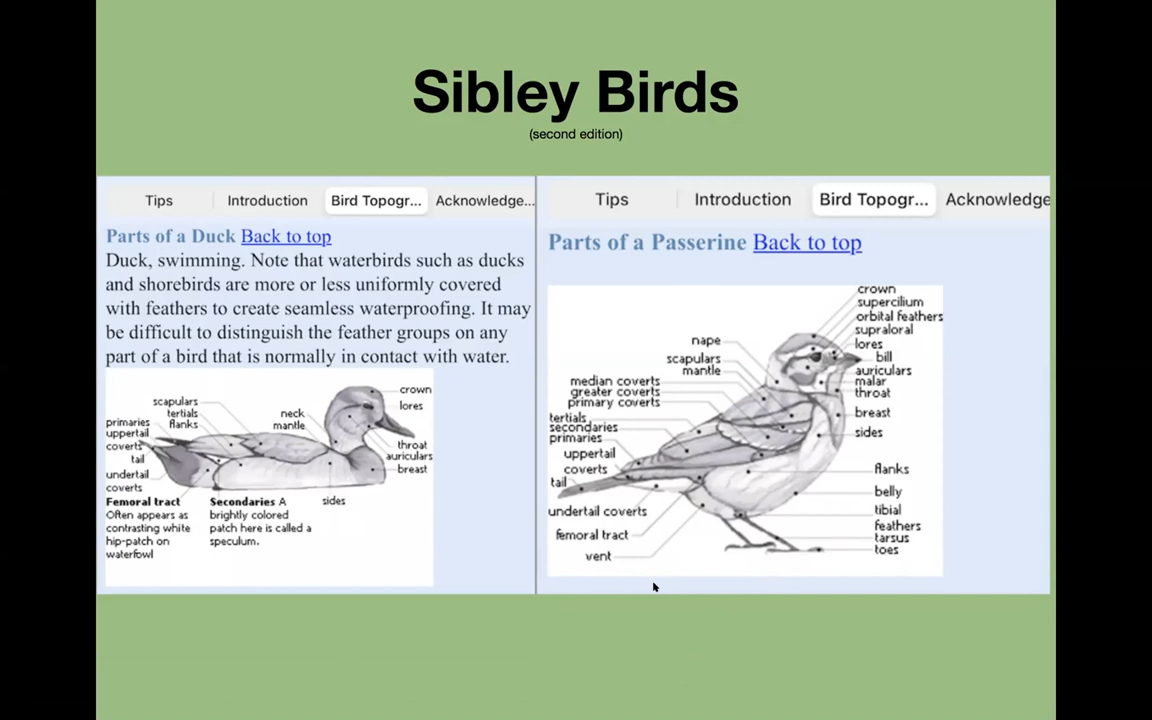 Sibley Birds
(second edition)
Tips
Introduction
Bird Topogr...
Acknowledge...
Parts of a Duck Back to top
Duck, swimming. Note that waterbirds such as ducks
and shorebirds are more or less uniformly covered
with feathers to create seamless waterproofing. It may
be difficult to distinguish the feather groups on any
part of a bird that is normally in contact with water.
crown
lores
scapulars
tertials
flanks
neck
mantle
primaries
uppertail
coverts
tail
undertail
coverts
throat
auriculars
breast
sides
Femoral tract
Often appears as
contrasting white
hip-patch on
waterfowl
Secondaries A
brightly colored
patch here is called a
speculum.
Tips
Introduction
Bird Topogr...
Acknowledge
Parts of a Passerine Back to top
crown
supercilium
orbital feathers
supraloral
lores
bill
auriculars
malar
throat
breast
sides
flanks
belly
tibial
feathers
tarsus
toes
nape
scapulars
mantle
median coverts
greater coverts
primary coverts
tertials
secondaries
primaries
uppertail
coverts
tail
undertail coverts
femoral tract
vent